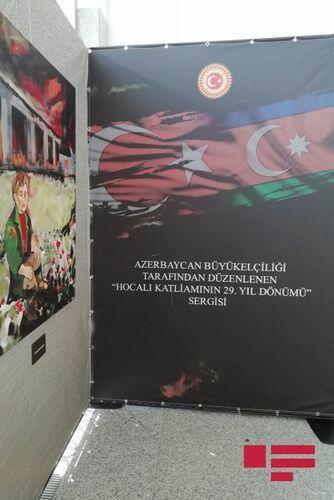 AZERBAYCAN BÜYÜKELÇİLİĞİ
TARAFINDAN DÜZENLENEN
“HOCALI KATLİAMININ 29. YIL DÖNÜMÜ”
SERGİSİ